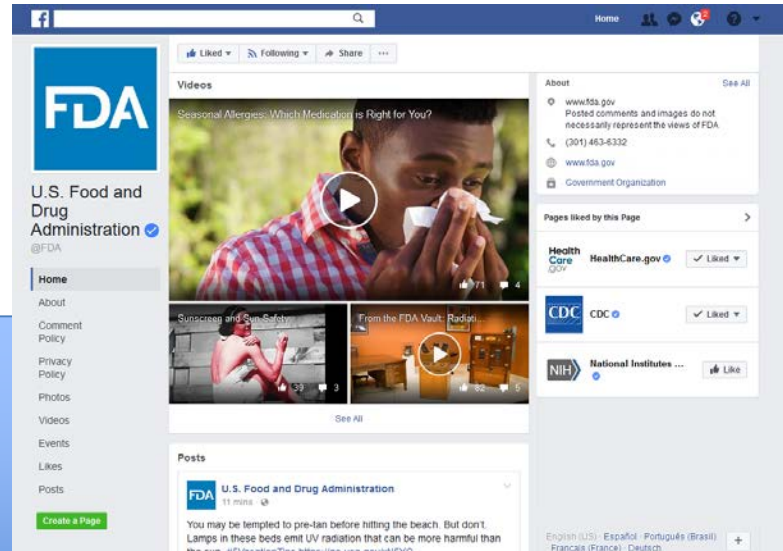 f
Home
2
FDA
U.S. Food and
Drug
Administration
@FDA
Home
About
Comment
Policy
Privacy
Policy
Photos
Videos
Events
Likes
Posts
Create a Page
Liked
Following
Share
...
Videos
Seasonal Allergies: Which Medication is Right for You?
71 4
Sunscreen and Sun Safety
39 3
From the FDA Vault: Radiati...
82 5
See All
Posts
FDA
U.S. Food and Drug Administration
11 mins
You may be tempted to pre-tan before hitting the beach. But don't.
Lamps in these beds emit UV radiation that can be more harmful than
About
See All
www.fda.gov
Posted comments and images do not
necessarily represent the views of FDA
(301) 463-6332
www.fda.gov
Government Organization
Pages liked by this Page
Health
Care
.gov
HealthCare.gov
Liked
CDC
CDC
Liked
NIH
National Institutes ...
Like
English (US) · Español · Português (Brasil)
· Français (France) · Deutsch
+